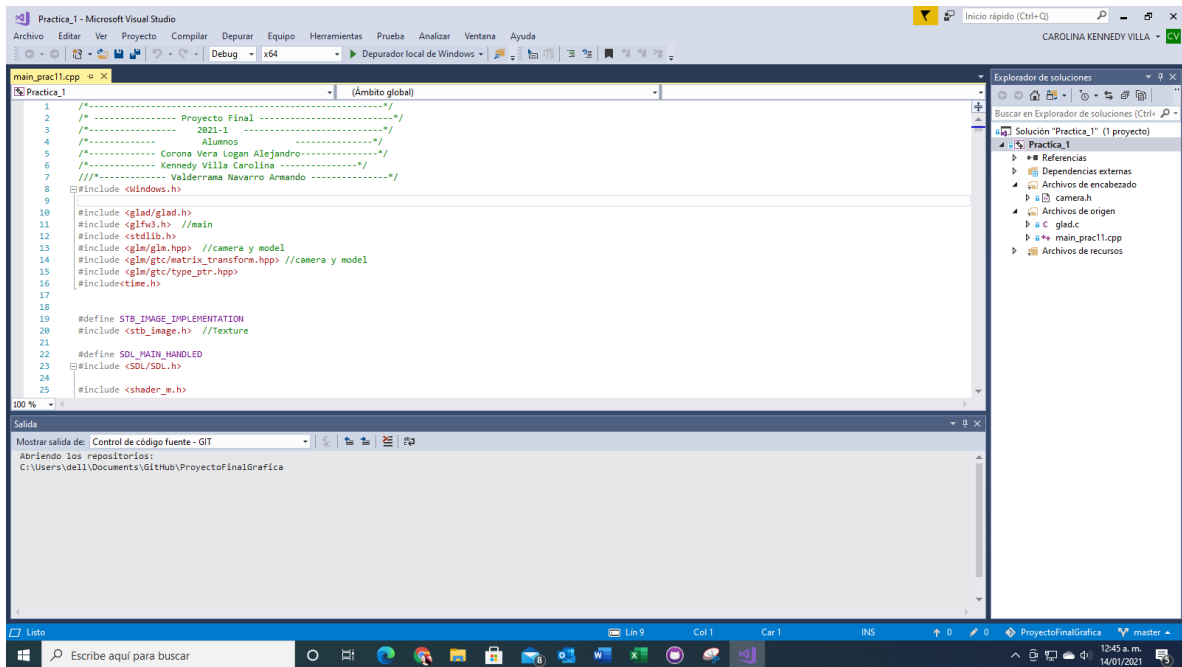 Practica_1 - Microsoft Visual Studio
Inicio rápido (Ctrl+Q)
Archivo Editar Ver Proyecto Compilar Depurar Equipo Herramientas Prueba Analizar Ventana Ayuda
CAROLINA KENNEDY VILLA CV
Debug x64 Depurador local de Windows
main_prac11.cpp
Practica_1 (Ámbito global)
1 /*-------------------------------------------------------*/
2 /* ---------------- Proyecto Final -------------------------*/
3 /*---------------- 2021-1 --------------------------*/
4 /*------------- Alumnos ---------------*/
5 /*------------- Corona Vera Logan Alejandro---------------*/
6 /*------------- Kennedy Villa Carolina ---------------*/
7 ///*------------- Valderrama Navarro Armando ---------------*/
8 #include <Windows.h>
9
10 #include <glad/glad.h>
11 #include <glfw3.h> //main
12 #include <stdlib.h>
13 #include <glm/glm.hpp> //camera y model
14 #include <glm/gtc/matrix_transform.hpp> //camera y model
15 #include <glm/gtc/type_ptr.hpp>
16 #include<time.h>
17
18
19 #define STB_IMAGE_IMPLEMENTATION
20 #include <stb_image.h> //Texture
21
22 #define SDL_MAIN_HANDLED
23 #include <SDL/SDL.h>
24
25 #include <shader_m.h>
100 %
Explorador de soluciones
Buscar en Explorador de soluciones (Ctrl+
Solución "Practica_1" (1 proyecto)
Practica_1
Referencias
Dependencias externas
Archivos de encabezado
camera.h
Archivos de origen
glad.c
main_prac11.cpp
Archivos de recursos
Salida
Mostrar salida de: Control de código fuente - GIT
Abriendo los repositorios:
C:\Users\dell\Documents\GitHub\ProyectoFinalGrafica
Listo Lín 9 Col 1 Car 1 INS 0 0 ProyectoFinalGrafica master
Escribe aquí para buscar
12:45 a. m.
14/01/2021